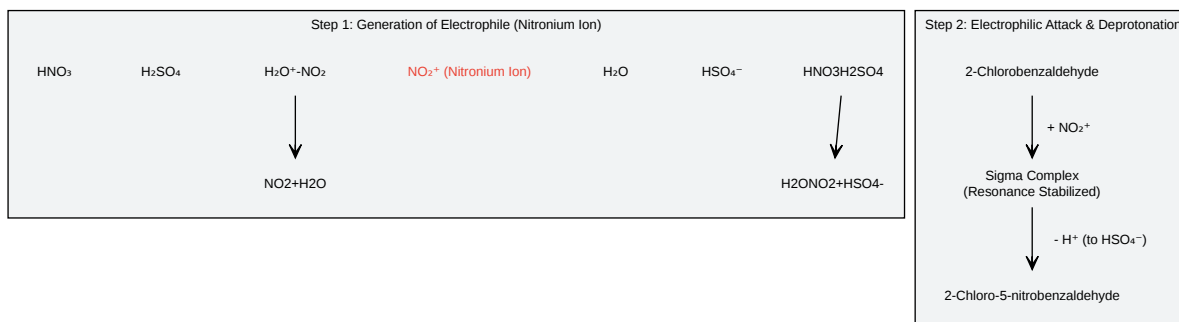 Step 1: Generation of Electrophile (Nitronium Ion)
HNO₃
H₂SO₄
H₂O⁺-NO₂
NO₂⁺ (Nitronium Ion)
H₂O
HSO₄⁻
HNO3H2SO4
NO2+H2O
H2ONO2+HSO4-
Step 2: Electrophilic Attack & Deprotonation
2-Chlorobenzaldehyde
+ NO₂⁺
Sigma Complex
(Resonance Stabilized)
- H⁺ (to HSO₄⁻)
2-Chloro-5-nitrobenzaldehyde